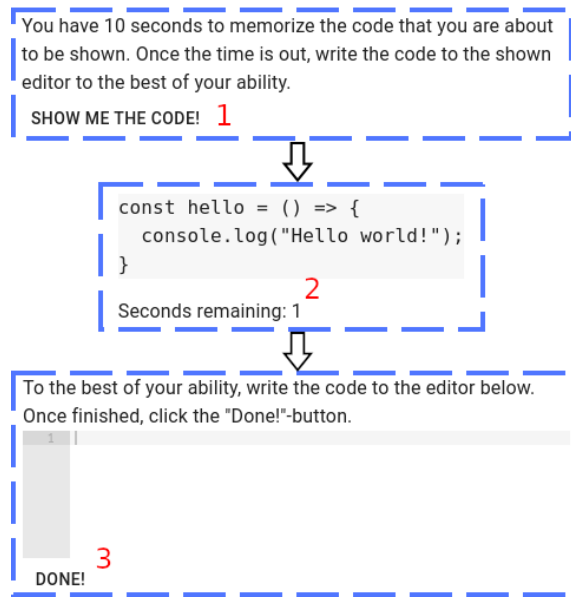 You have 10 seconds to memorize the code that you are about
to be shown. Once the time is out, write the code to the shown
editor to the best of your ability.
SHOW ME THE CODE! 1
const hello = () => {
  console.log("Hello world!");
}
2
Seconds remaining: 1
To the best of your ability, write the code to the editor below.
Once finished, click the "Done!"-button.
1
3
DONE!